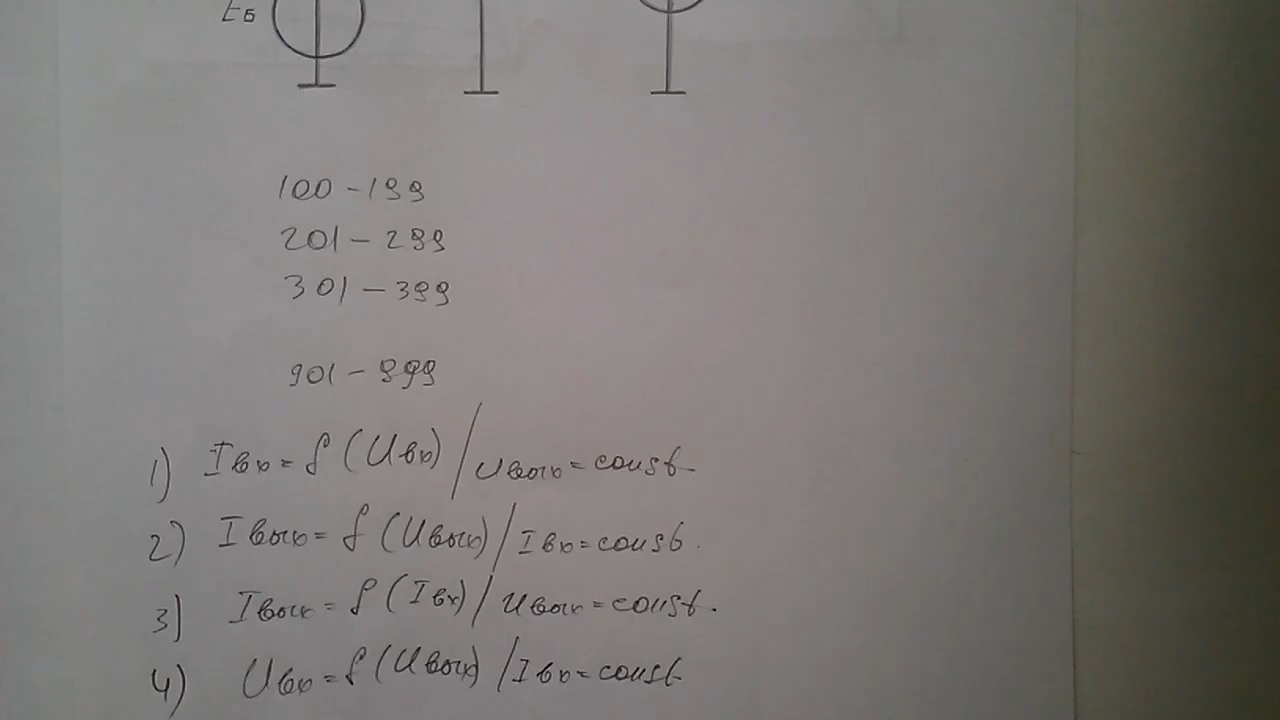 Eб
100 - 199
201 - 299
301 - 399
901 - 999
1) Iвх = f (Uвх) / Uвых = const
2) Iвых = f (Uвых) / Iвх = const.
3) Iвых = f (Iвх) / Uвых = const.
4) Uвх = f (Uвых) / Iвх = const